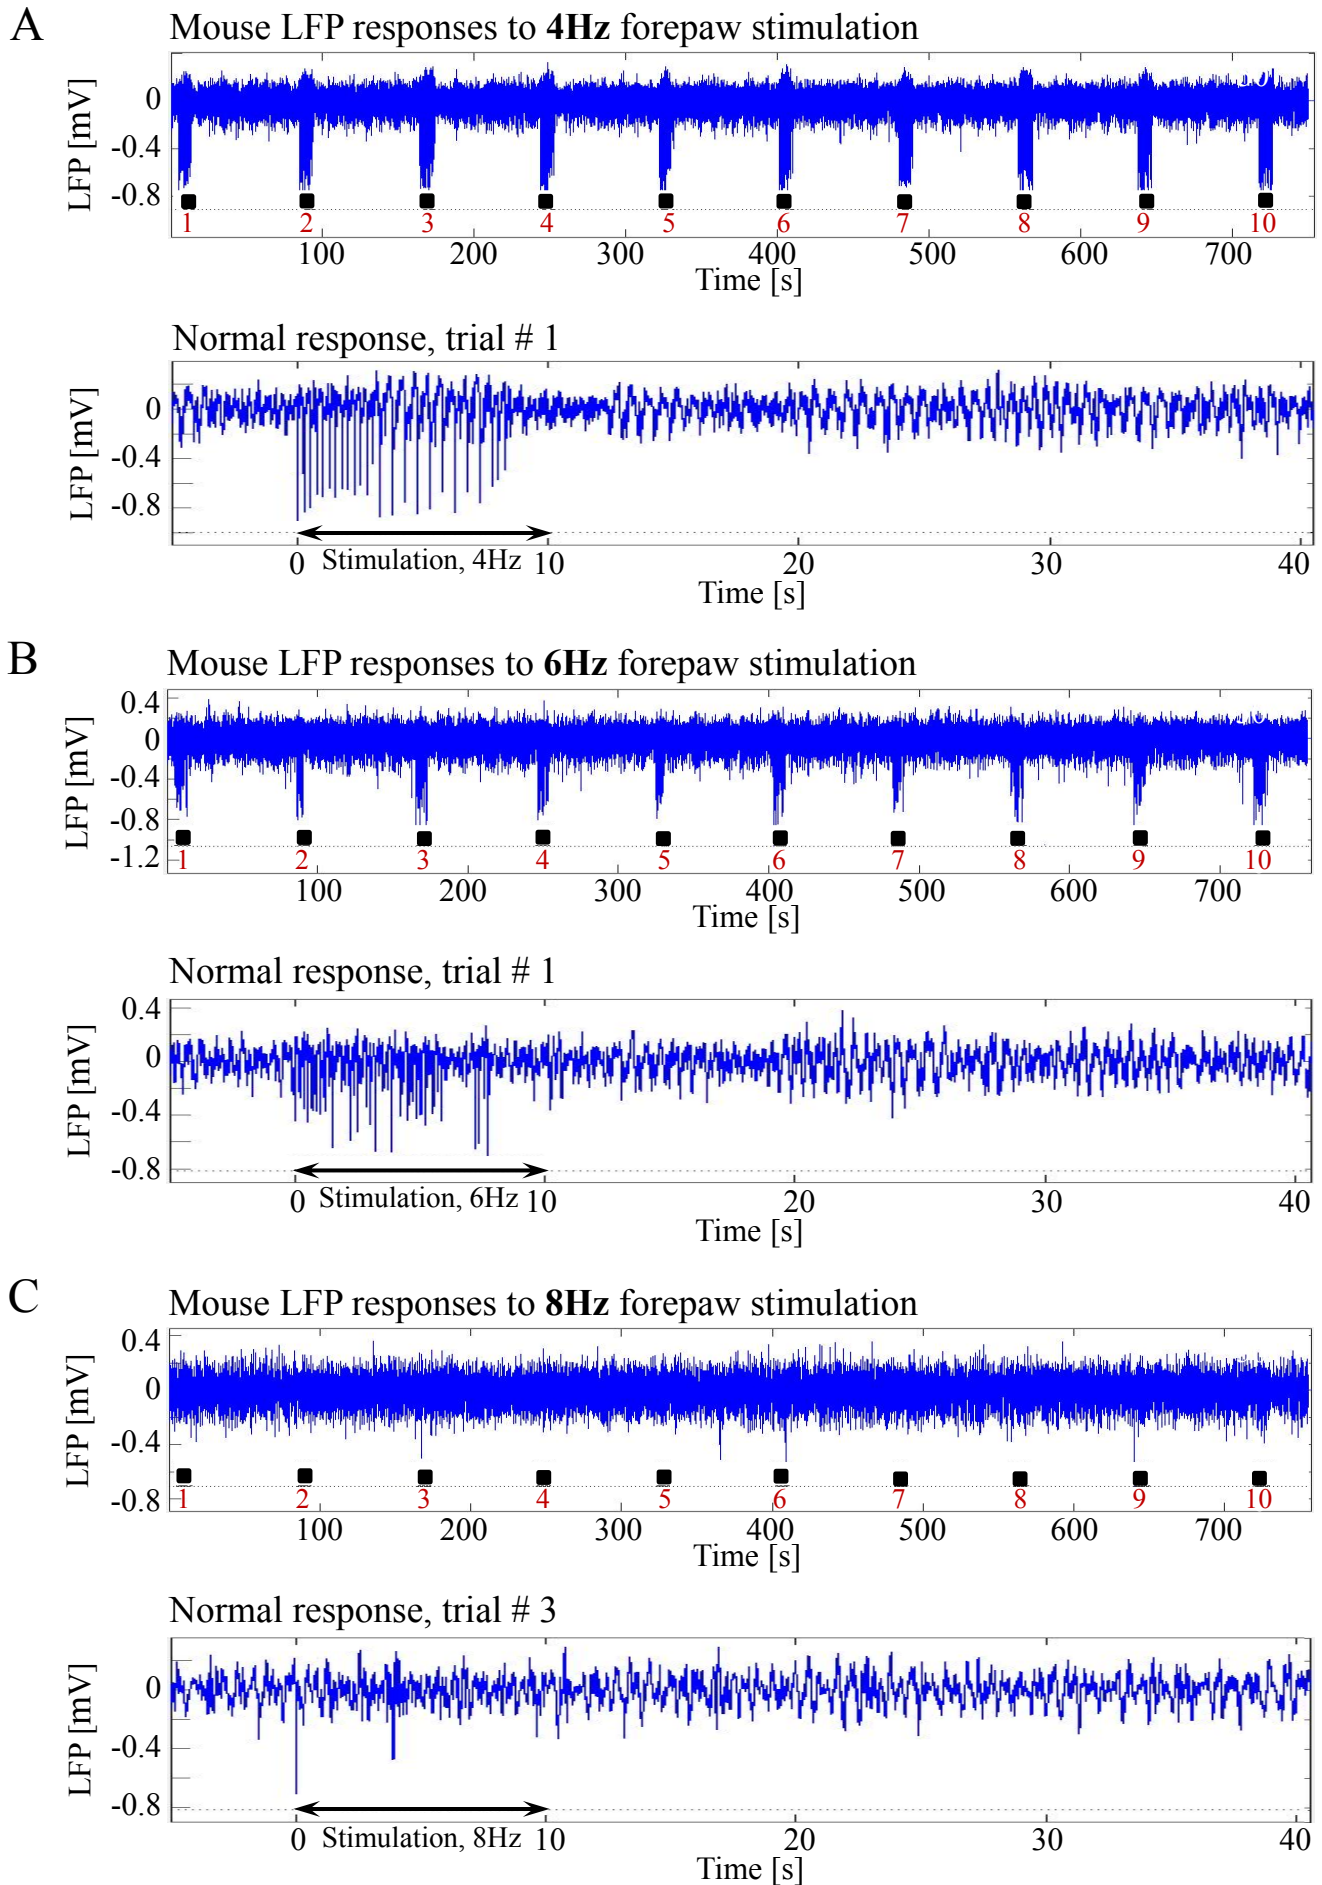 A
Mouse LFP responses to 4Hz forepaw stimulation
LFP [mV]
0
-0.4
-0.8
1 2 3 4 5 6 7 8 9 10
100 200 300 400 500 600 700
Time [s]
Normal response, trial # 1
LFP [mV]
0
-0.4
-0.8
Stimulation, 4Hz
0 10 20 30 40
Time [s]
B
Mouse LFP responses to 6Hz forepaw stimulation
LFP [mV]
0.4
0
-0.4
-0.8
-1.2
1 2 3 4 5 6 7 8 9 10
100 200 300 400 500 600 700
Time [s]
Normal response, trial # 1
LFP [mV]
0.4
0
-0.4
-0.8
Stimulation, 6Hz
0 10 20 30 40
Time [s]
C
Mouse LFP responses to 8Hz forepaw stimulation
LFP [mV]
0.4
0
-0.4
-0.8
1 2 3 4 5 6 7 8 9 10
100 200 300 400 500 600 700
Time [s]
Normal response, trial # 3
LFP [mV]
0
-0.4
-0.8
Stimulation, 8Hz
0 10 20 30 40
Time [s]